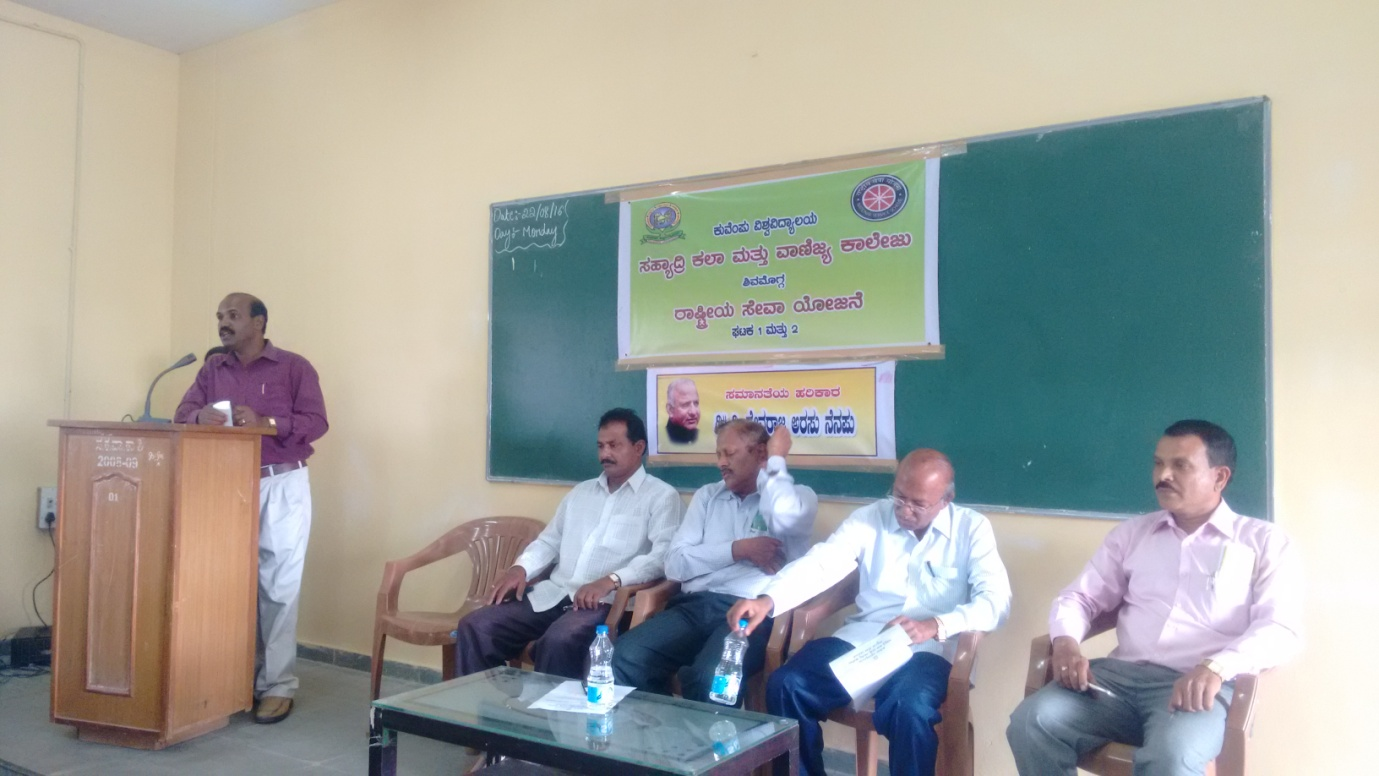 Date:- 22/08/16
Day:- Monday
ಕುವೆಂಪು ವಿಶ್ವವಿದ್ಯಾಲಯ
ಸಹ್ಯಾದ್ರಿ ಕಲಾ ಮತ್ತು ವಾಣಿಜ್ಯ ಕಾಲೇಜು
ಶಿವಮೊಗ್ಗ
ರಾಷ್ಟ್ರೀಯ ಸೇವಾ ಯೋಜನೆ
ಘಟಕ 1 ಮತ್ತು 2
ಸಮಾನತೆಯ ಹರಿಕಾರ
ಅರಸು ನೆನಪು
2008-09
01